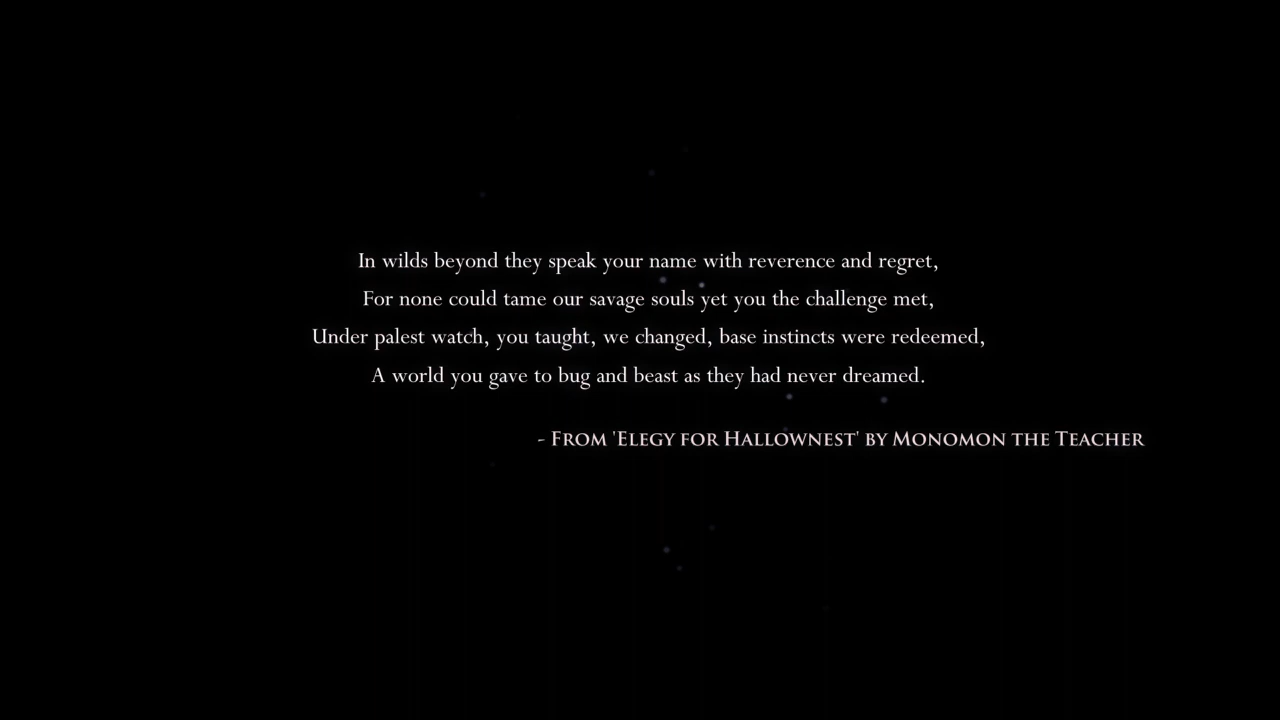 In wilds beyond they speak your name with reverence and regret,
For none could tame our savage souls yet you the challenge met,
Under palest watch, you taught, we changed, base instincts were redeemed,
A world you gave to bug and beast as they had never dreamed.
- From 'Elegy for Hallownest' by Monomon the Teacher